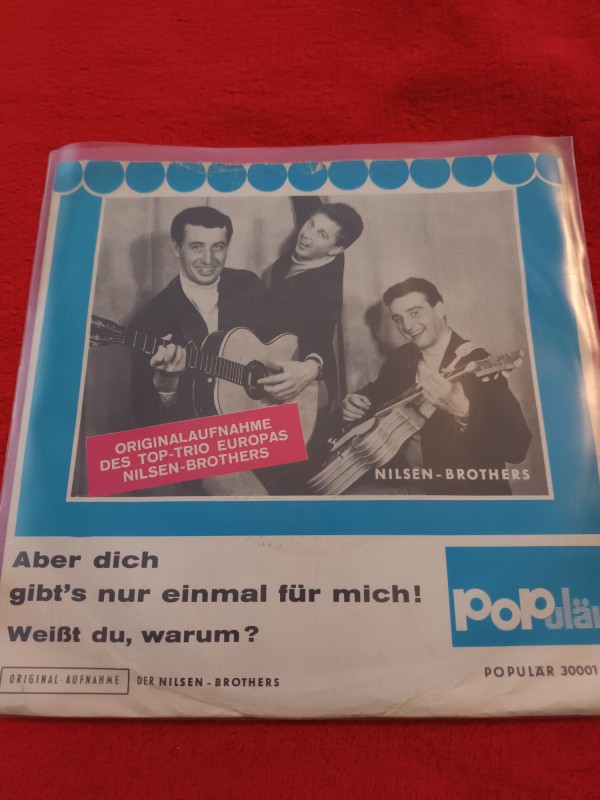 ORIGINALAUFNAHME
DES TOP-TRIO EUROPAS
NILSEN-BROTHERS
NILSEN-BROTHERS
Aber dich
gibt's nur einmal für mich!
Weißt du, warum?
populär
ORIGINAL-AUFNAHME DER NILSEN-BROTHERS
POPULÄR 30001